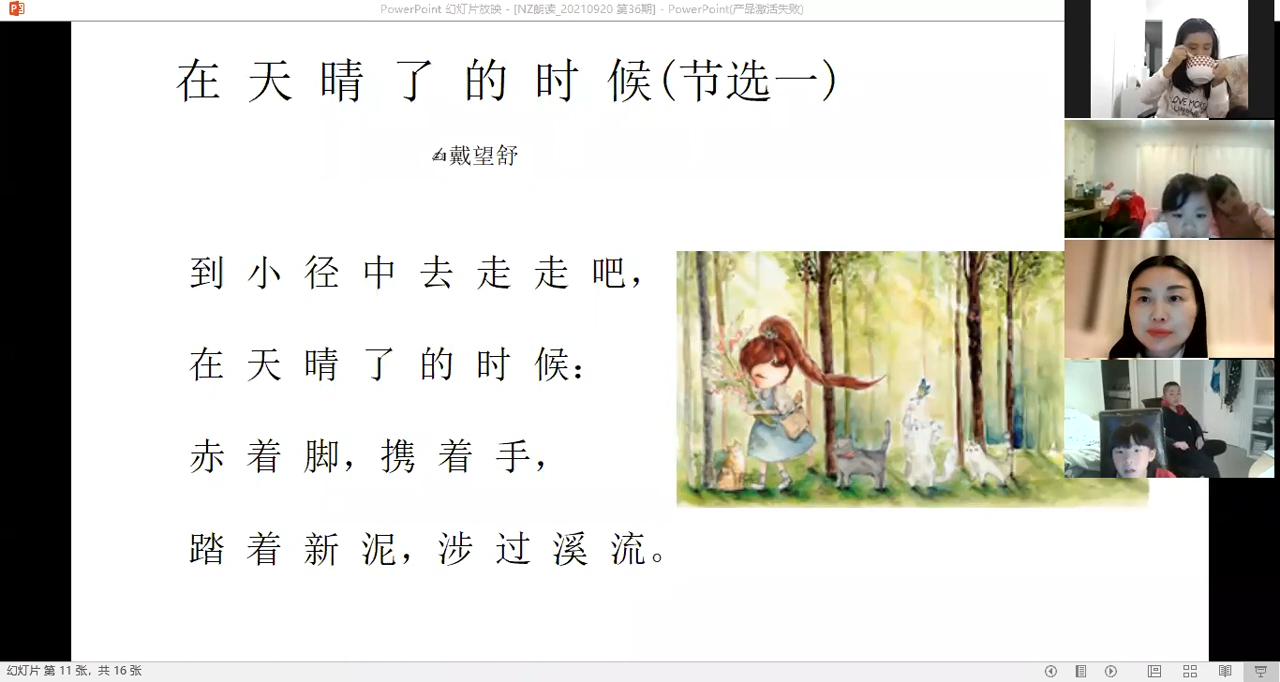 PowerPoint 幻灯片放映 - [NZ朗读_20210920 第36期] - PowerPoint(产品激活失败)
在天晴了的时候(节选一)
✍戴望舒
到小径中去走走吧，
在天晴了的时候：
赤着脚，携着手，
踏着新泥，涉过溪流。
LOVE
幻灯片 第 11 张，共 16 张